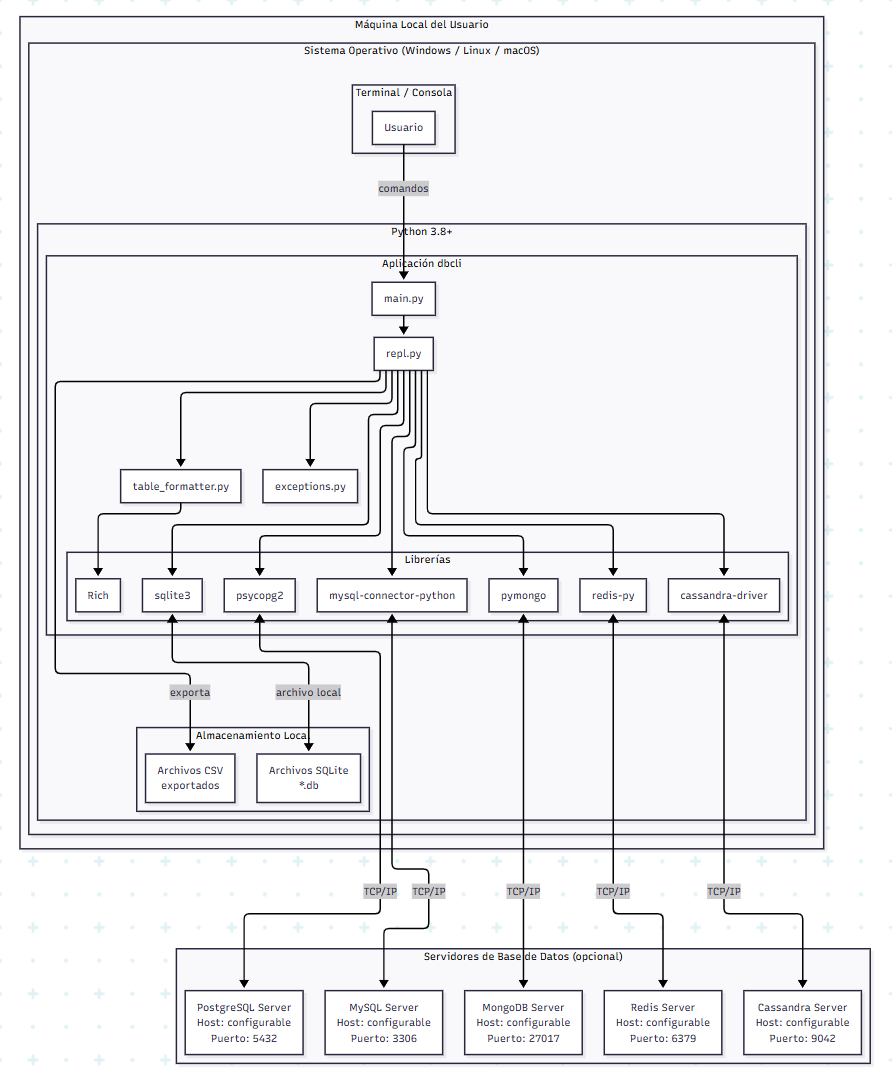 Máquina Local del Usuario
Sistema Operativo (Windows / Linux / macOS)
Terminal / Consola
Usuario
comandos
Python 3.8+
Aplicación dbcli
main.py
repl.py
table_formatter.py
exceptions.py
Librerías
Rich
sqlite3
psycopg2
mysql-connector-python
pymongo
redis-py
cassandra-driver
exporta
archivo local
Almacenamiento Local
Archivos CSV
exportados
Archivos SQLite
*.db
TCP/IP
TCP/IP
TCP/IP
TCP/IP
TCP/IP
Servidores de Base de Datos (opcional)
PostgreSQL Server
Host: configurable
Puerto: 5432
MySQL Server
Host: configurable
Puerto: 3306
MongoDB Server
Host: configurable
Puerto: 27017
Redis Server
Host: configurable
Puerto: 6379
Cassandra Server
Host: configurable
Puerto: 9042